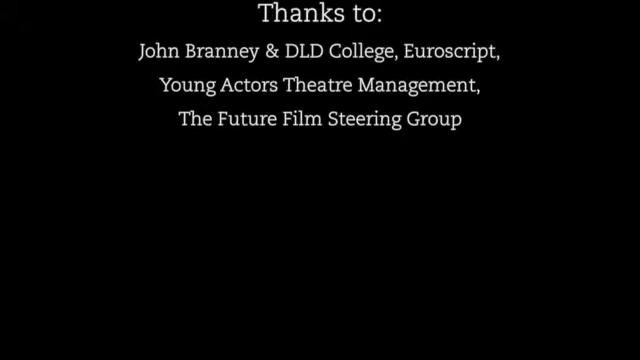 Thanks to:
John Branney & DLD College, Euroscript,
Young Actors Theatre Management,
The Future Film Steering Group